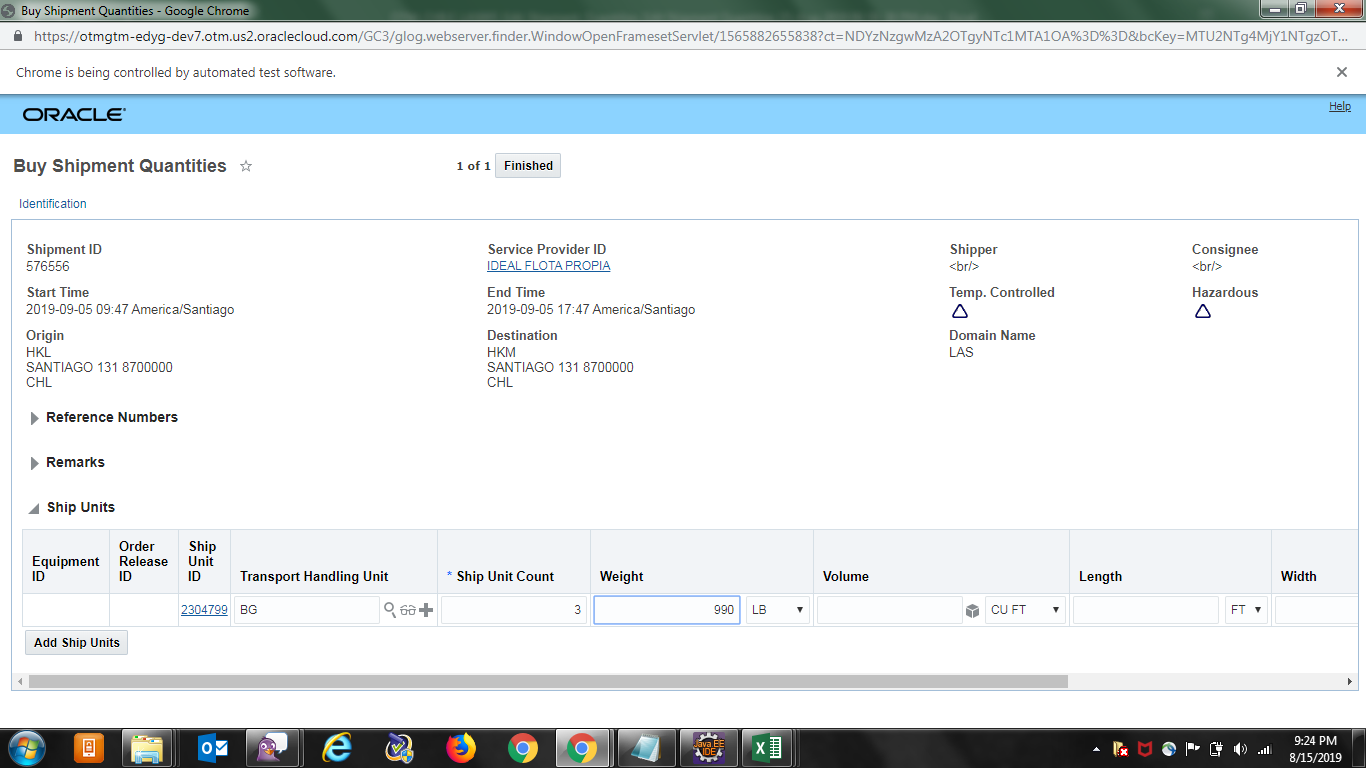 Buy Shipment Quantities - Google Chrome
https://otmgtm-edyg-dev7.otm.us2.oraclecloud.com/GC3/glog.webserver.finder.WindowOpenFramesetServlet/1565882655838?ct=NDYzNzgwMzA2OTgyNTc1MTA1OA%3D%3D&bcKey=MTU2NTg4MjY1NTgzOT...
Chrome is being controlled by automated test software.
ORACLE
Help
Buy Shipment Quantities
1 of 1 Finished
Identification
Shipment ID
576556
Service Provider ID
IDEAL FLOTA PROPIA
Shipper
<br/>
Consignee
<br/>
Start Time
2019-09-05 09:47 America/Santiago
End Time
2019-09-05 17:47 America/Santiago
Temp. Controlled
Hazardous
Origin
HKL
SANTIAGO 131 8700000
CHL
Destination
HKM
SANTIAGO 131 8700000
CHL
Domain Name
LAS
Reference Numbers
Remarks
Ship Units
Equipment ID
Order Release ID
Ship Unit ID
Transport Handling Unit
* Ship Unit Count
Weight
Volume
Length
Width
2304799 BG 3 990 LB CU FT FT
Add Ship Units
Java EE
IDE
9:24 PM
8/15/2019